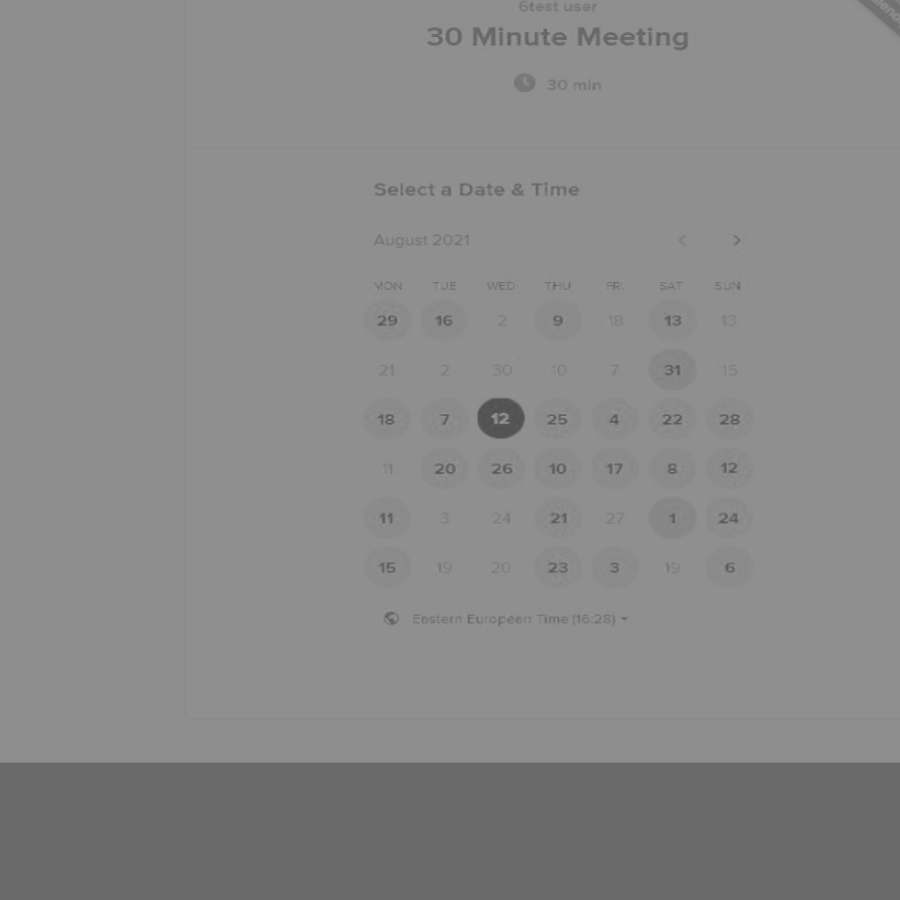 6test user
30 Minute Meeting
30 min
Select a Date & Time
August 2021
MON TUE WED THU FRI SAT SUN
29 16 2 9 18 13 13
21 2 30 10 7 31 15
18 7 12 25 4 22 28
11 20 26 10 17 8 12
11 3 24 21 27 1 24
15 19 20 23 3 19 6
Eastern European Time (16:28)